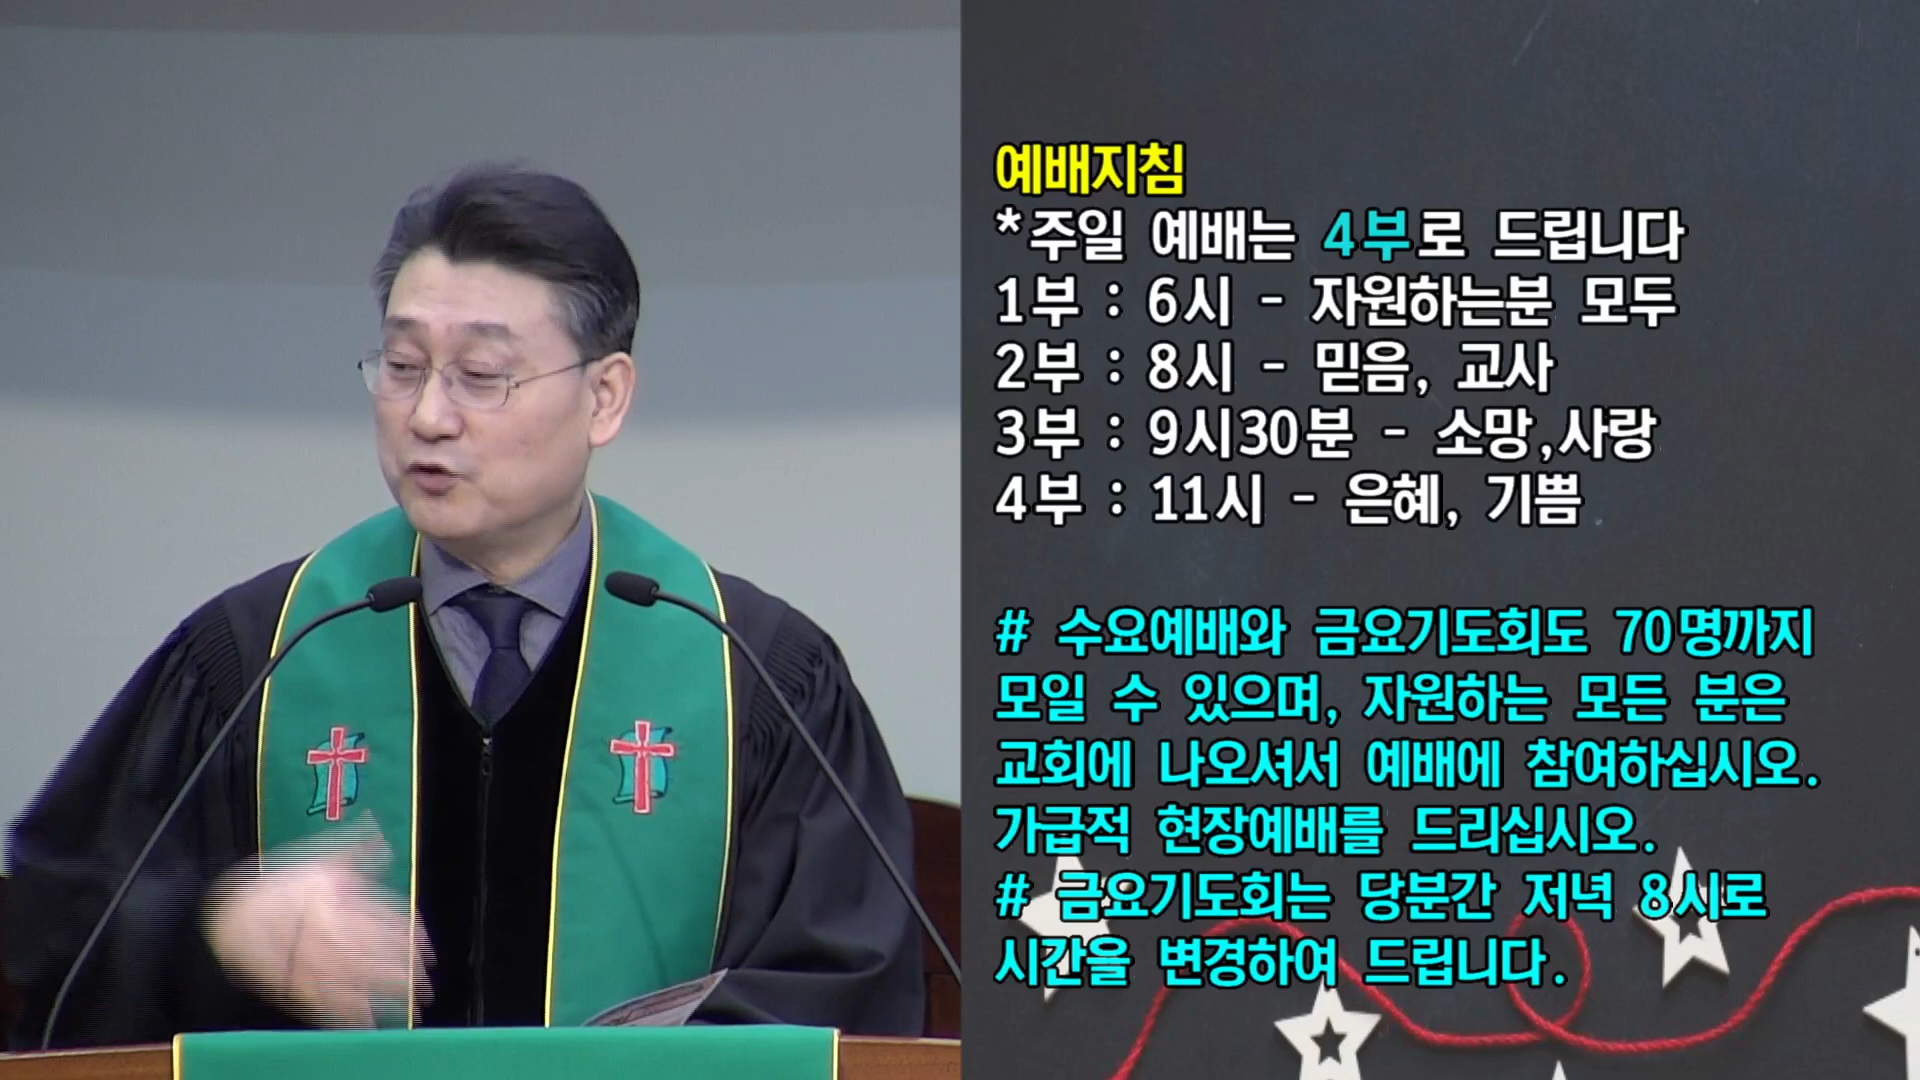 예배지침
*주일 예배는 4부로 드립니다
1부 : 6시 - 자원하는분 모두
2부 : 8시 - 믿음, 교사
3부 : 9시30분 - 소망,사랑
4부 : 11시 - 은혜, 기쁨
# 수요예배와 금요기도회도 70명까지
모일 수 있으며, 자원하는 모든 분은
교회에 나오셔서 예배에 참여하십시오.
가급적 현장예배를 드리십시오.
# 금요기도회는 당분간 저녁 8시로
시간을 변경하여 드립니다.